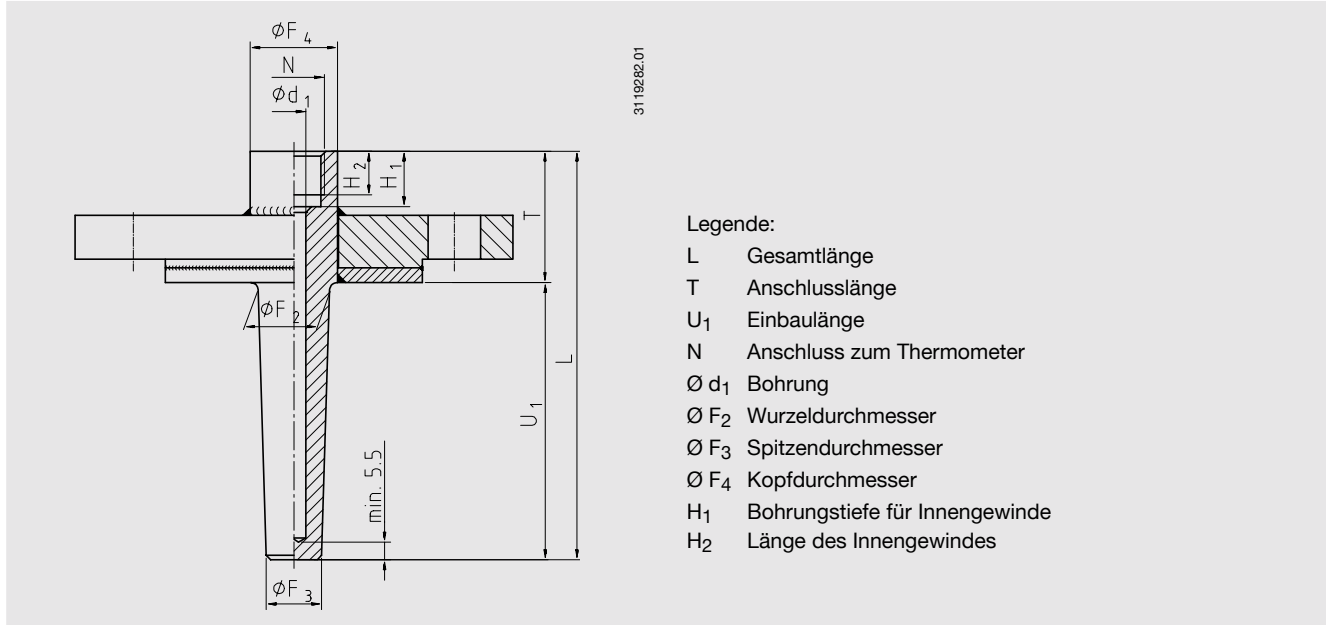 ØF4
N
Ød1
3119282.01
H2
H1
T
ØF2
L
U1
min. 5.5
ØF3
Legende:
L Gesamtlänge
T Anschlusslänge
U1 Einbaulänge
N Anschluss zum Thermometer
Ø d1 Bohrung
Ø F2 Wurzeldurchmesser
Ø F3 Spitzendurchmesser
Ø F4 Kopfdurchmesser
H1 Bohrungstiefe für Innengewinde
H2 Länge des Innengewindes